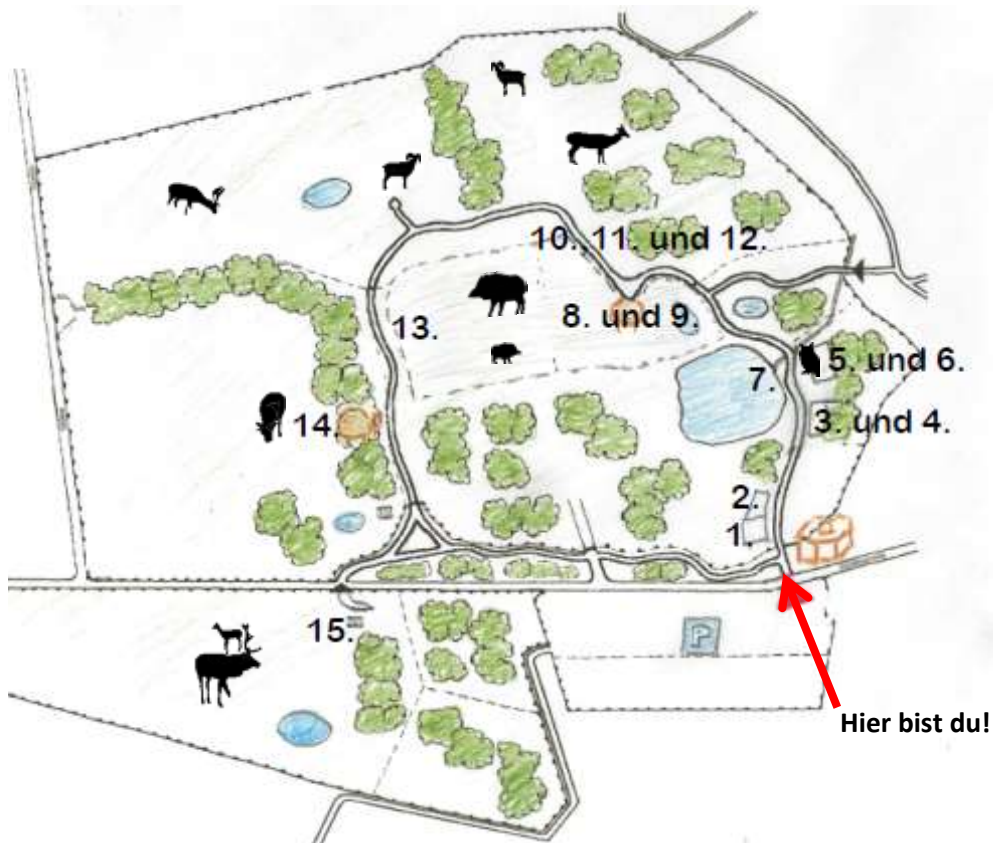 10., 11. und 12.
8. und 9.
13.
5. und 6.
7.
3. und 4.
14.
2.
1.
15.
P
Hier bist du!